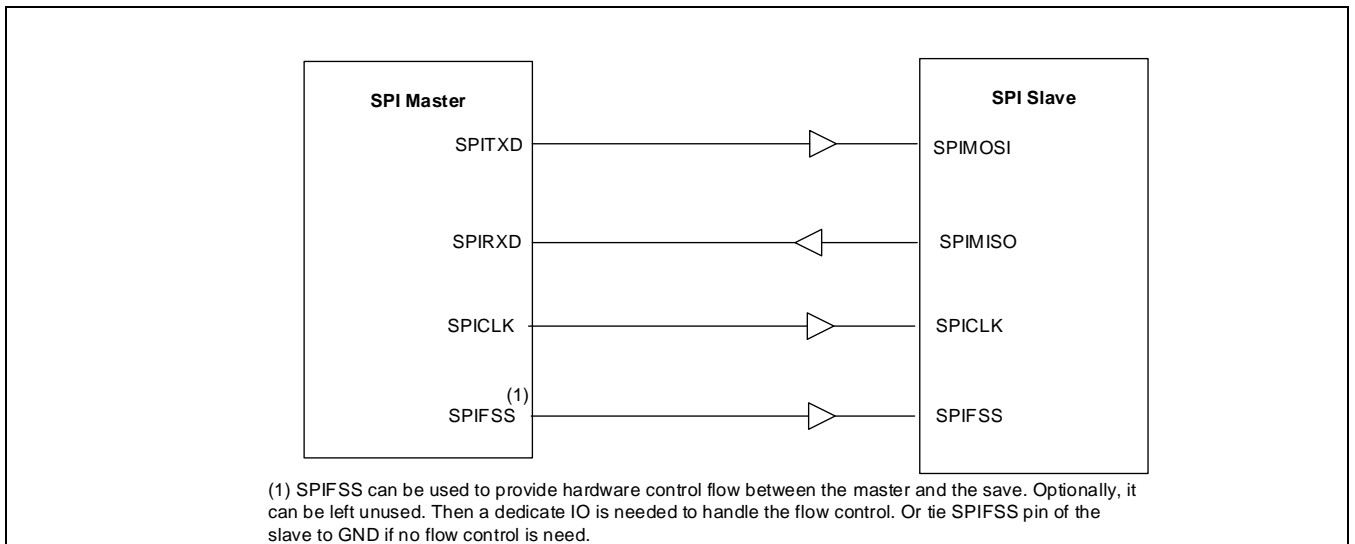 SPI Master
SPI Slave
SPITXD
SPIMOSI
SPIRXD
SPIMISO
SPICLK
SPICLK
(1)
SPIFSS
SPIFSS
(1) SPIFSS can be used to provide hardware control flow between the master and the save. Optionally, it
can be left unused. Then a dedicate IO is needed to handle the flow control. Or tie SPIFSS pin of the
slave to GND if no flow control is need.